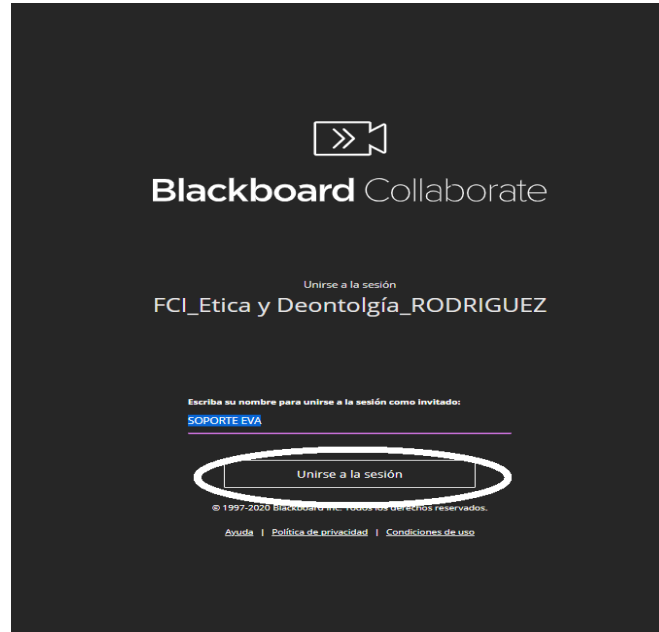 Blackboard Collaborate
Unirse a la sesión
FCI_Etica y Deontolgía_RODRIGUEZ
Escriba su nombre para unirse a la sesión como invitado:
SOPORTE EVA
Unirse a la sesión
© 1997-2020 Blackboard Inc. Todos los derechos reservados.
Ayuda | Política de privacidad | Condiciones de uso